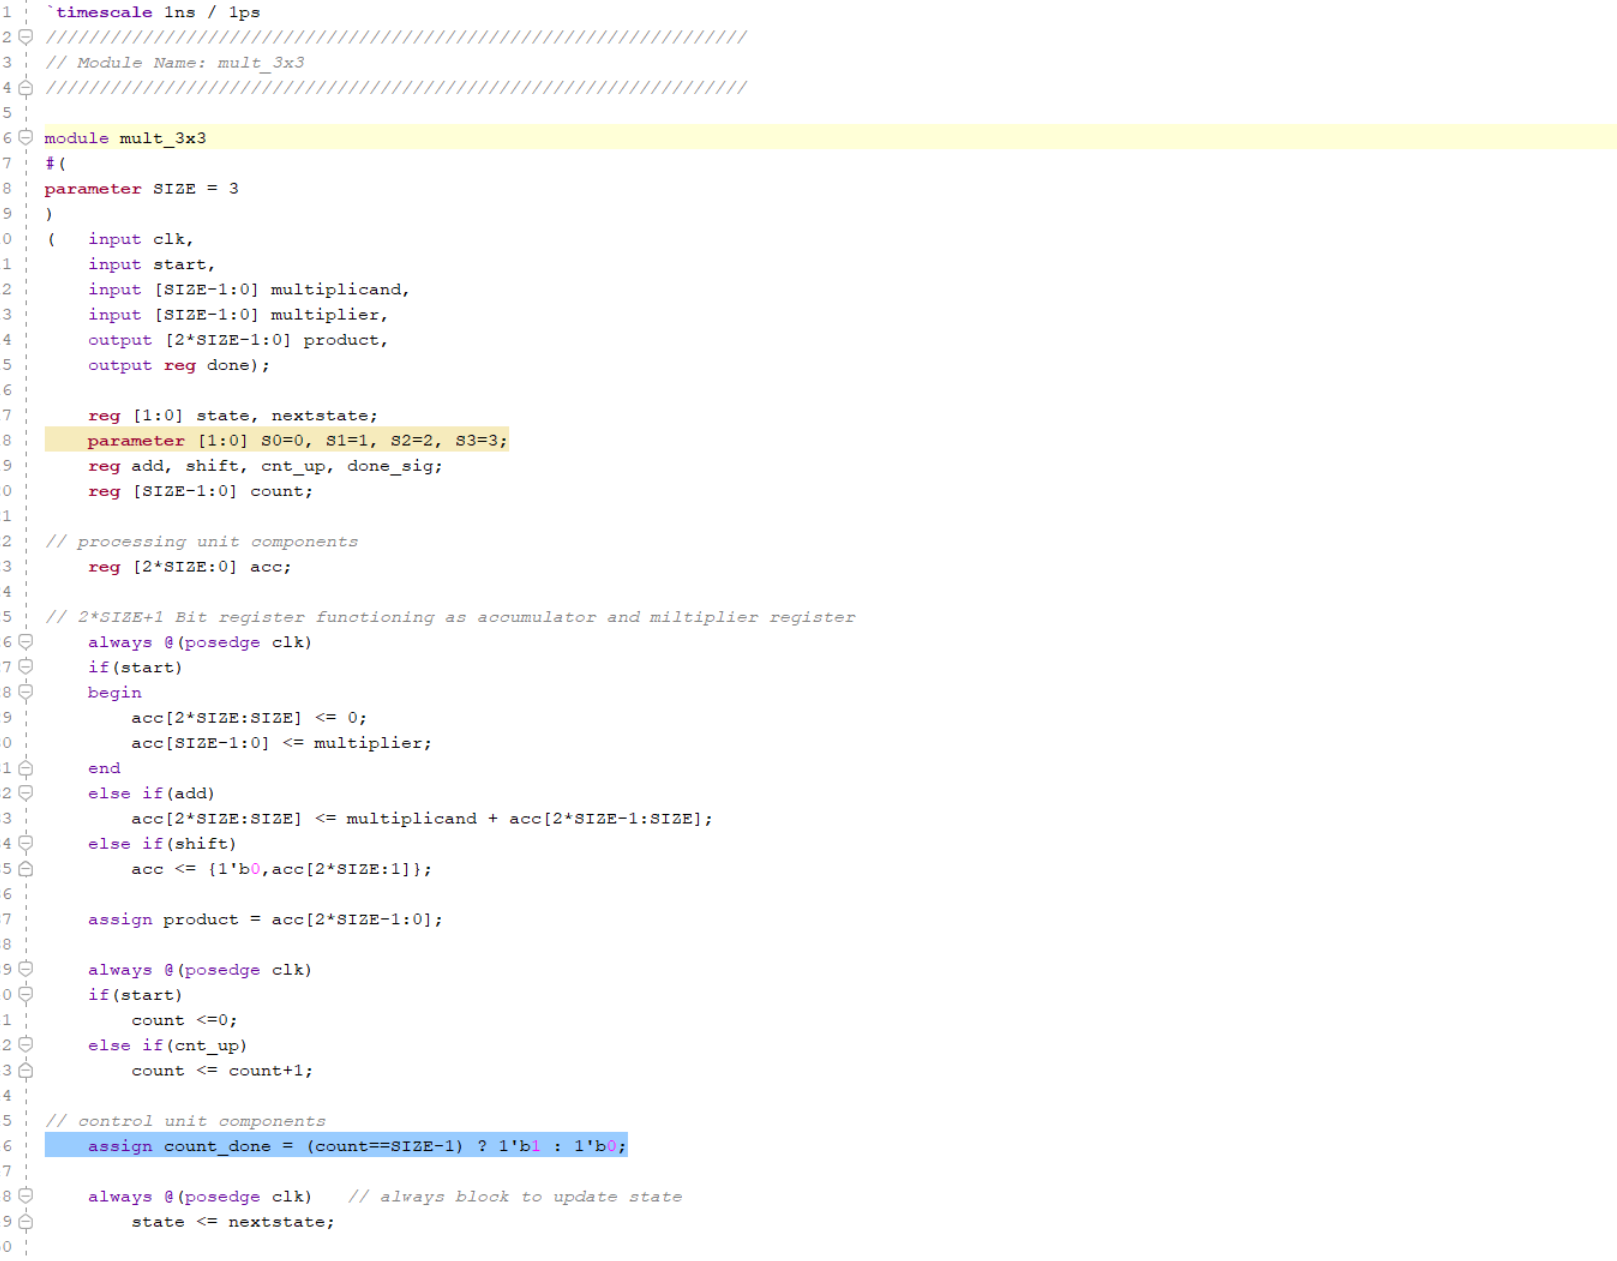 1 `timescale 1ns / 1ps
2 //////////////////////////////////////////////////////////////////
3 // Module Name: mult_3x3
4 //////////////////////////////////////////////////////////////////
5
6 module mult_3x3
7 #(
8 parameter SIZE = 3
9 )
0 (   input clk,
1     input start,
2     input [SIZE-1:0] multiplicand,
3     input [SIZE-1:0] multiplier,
4     output [2*SIZE-1:0] product,
5     output reg done);
6
7     reg [1:0] state, nextstate;
8     parameter [1:0] S0=0, S1=1, S2=2, S3=3;
9     reg add, shift, cnt_up, done_sig;
0     reg [SIZE-1:0] count;
1
2 // processing unit components
3     reg [2*SIZE:0] acc;
4
5 // 2*SIZE+1 Bit register functioning as accumulator and miltiplier register
6     always @(posedge clk)
7     if(start)
8     begin
9         acc[2*SIZE:SIZE] <= 0;
0         acc[SIZE-1:0] <= multiplier;
1     end
2     else if(add)
3         acc[2*SIZE:SIZE] <= multiplicand + acc[2*SIZE-1:SIZE];
4     else if(shift)
5         acc <= {1'b0,acc[2*SIZE:1]};
6
7     assign product = acc[2*SIZE-1:0];
8
9     always @(posedge clk)
0     if(start)
1         count <=0;
2     else if(cnt_up)
3         count <= count+1;
4
5 // control unit components
6     assign count_done = (count==SIZE-1) ? 1'b1 : 1'b0;
7
8     always @(posedge clk)   // always block to update state
9         state <= nextstate;
0